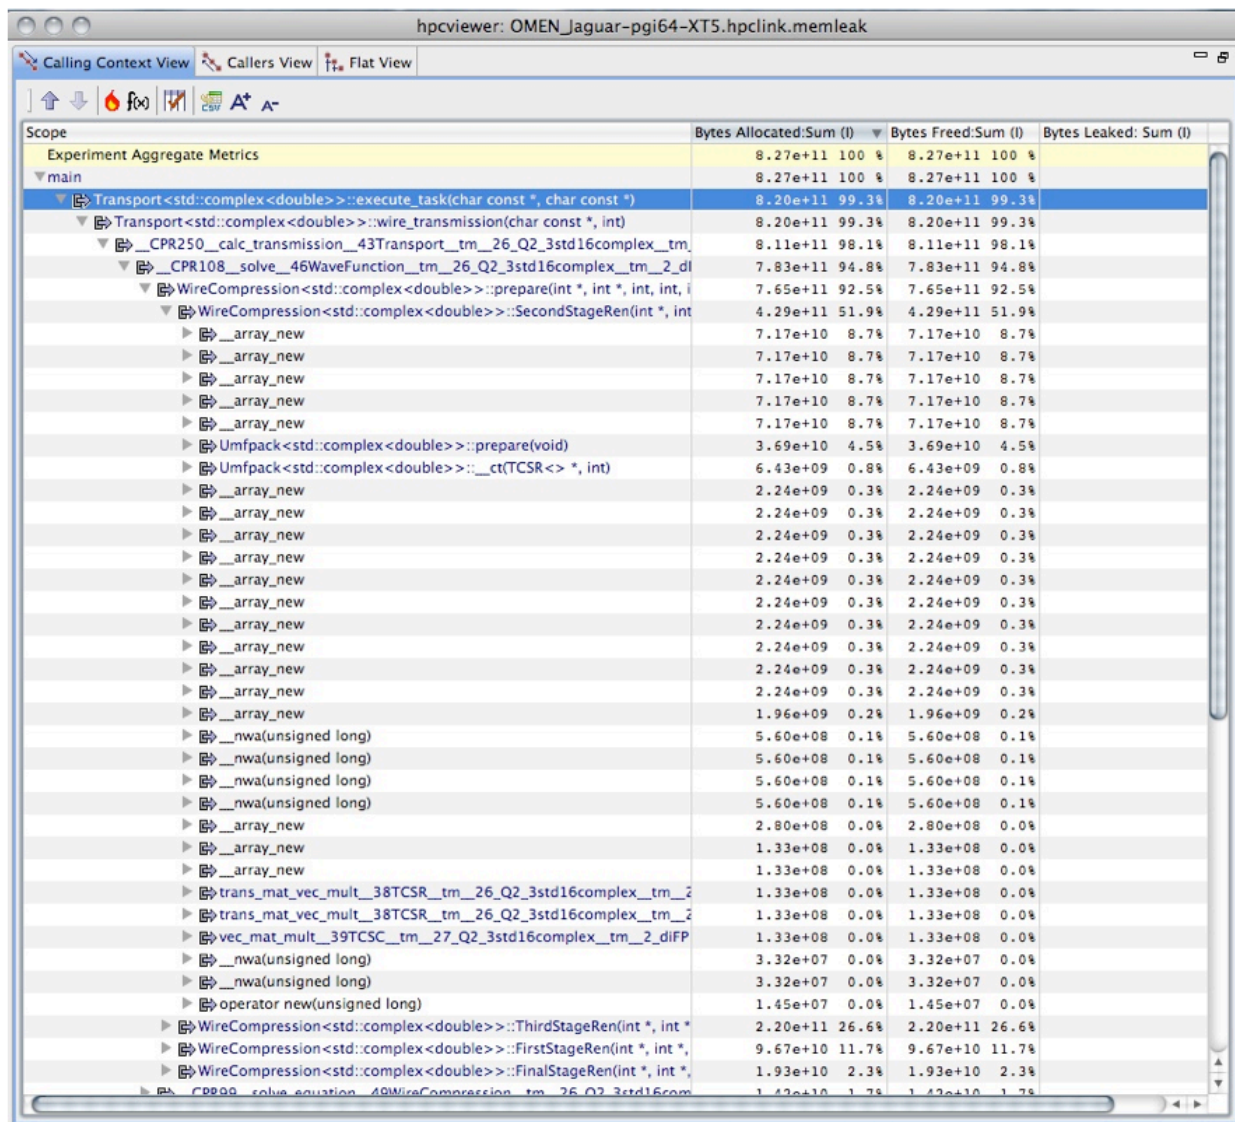 hpcviewer: OMEN_Jaguar-pgi64-XT5.hpclink.memleak
Calling Context View Callers View Flat View
f(x) CSV A+ A-
Scope Bytes Allocated:Sum (I) Bytes Freed:Sum (I) Bytes Leaked: Sum (I)
Experiment Aggregate Metrics 8.27e+11 100 % 8.27e+11 100 %
main 8.27e+11 100 % 8.27e+11 100 %
Transport<std::complex<double>>::execute_task(char const *, char const *) 8.20e+11 99.3% 8.20e+11 99.3%
Transport<std::complex<double>>::wire_transmission(char const *, int) 8.20e+11 99.3% 8.20e+11 99.3%
__CPR250__calc_transmission__43Transport__tm__26_Q2_3std16complex__tm_ 8.11e+11 98.1% 8.11e+11 98.1%
__CPR108__solve__46WaveFunction__tm__26_Q2_3std16complex__tm__2_dI 7.83e+11 94.8% 7.83e+11 94.8%
WireCompression<std::complex<double>>::prepare(int *, int *, int, int, i 7.65e+11 92.5% 7.65e+11 92.5%
WireCompression<std::complex<double>>::SecondStageRen(int *, int 4.29e+11 51.9% 4.29e+11 51.9%
__array_new 7.17e+10 8.7% 7.17e+10 8.7%
__array_new 7.17e+10 8.7% 7.17e+10 8.7%
__array_new 7.17e+10 8.7% 7.17e+10 8.7%
__array_new 7.17e+10 8.7% 7.17e+10 8.7%
__array_new 7.17e+10 8.7% 7.17e+10 8.7%
Umfpack<std::complex<double>>::prepare(void) 3.69e+10 4.5% 3.69e+10 4.5%
Umfpack<std::complex<double>>::__ct(TCSR<> *, int) 6.43e+09 0.8% 6.43e+09 0.8%
__array_new 2.24e+09 0.3% 2.24e+09 0.3%
__array_new 2.24e+09 0.3% 2.24e+09 0.3%
__array_new 2.24e+09 0.3% 2.24e+09 0.3%
__array_new 2.24e+09 0.3% 2.24e+09 0.3%
__array_new 2.24e+09 0.3% 2.24e+09 0.3%
__array_new 2.24e+09 0.3% 2.24e+09 0.3%
__array_new 2.24e+09 0.3% 2.24e+09 0.3%
__array_new 2.24e+09 0.3% 2.24e+09 0.3%
__array_new 2.24e+09 0.3% 2.24e+09 0.3%
__array_new 2.24e+09 0.3% 2.24e+09 0.3%
__array_new 1.96e+09 0.2% 1.96e+09 0.2%
__nwa(unsigned long) 5.60e+08 0.1% 5.60e+08 0.1%
__nwa(unsigned long) 5.60e+08 0.1% 5.60e+08 0.1%
__nwa(unsigned long) 5.60e+08 0.1% 5.60e+08 0.1%
__nwa(unsigned long) 5.60e+08 0.1% 5.60e+08 0.1%
__array_new 2.80e+08 0.0% 2.80e+08 0.0%
__array_new 1.33e+08 0.0% 1.33e+08 0.0%
__array_new 1.33e+08 0.0% 1.33e+08 0.0%
trans_mat_vec_mult__38TCSR__tm__26_Q2_3std16complex__tm__2 1.33e+08 0.0% 1.33e+08 0.0%
trans_mat_vec_mult__38TCSR__tm__26_Q2_3std16complex__tm__2 1.33e+08 0.0% 1.33e+08 0.0%
vec_mat_mult__39TCSC__tm__27_Q2_3std16complex__tm__2_diFP 1.33e+08 0.0% 1.33e+08 0.0%
__nwa(unsigned long) 3.32e+07 0.0% 3.32e+07 0.0%
__nwa(unsigned long) 3.32e+07 0.0% 3.32e+07 0.0%
operator new(unsigned long) 1.45e+07 0.0% 1.45e+07 0.0%
WireCompression<std::complex<double>>::ThirdStageRen(int *, int * 2.20e+11 26.6% 2.20e+11 26.6%
WireCompression<std::complex<double>>::FirstStageRen(int *, int *, 9.67e+10 11.7% 9.67e+10 11.7%
WireCompression<std::complex<double>>::FinalStageRen(int *, int *, 1.93e+10 2.3% 1.93e+10 2.3%
__CPR99__solve_equation__49WireCompression__tm__26_Q2_3std16com 1.42e+10 1.7% 1.42e+10 1.7%